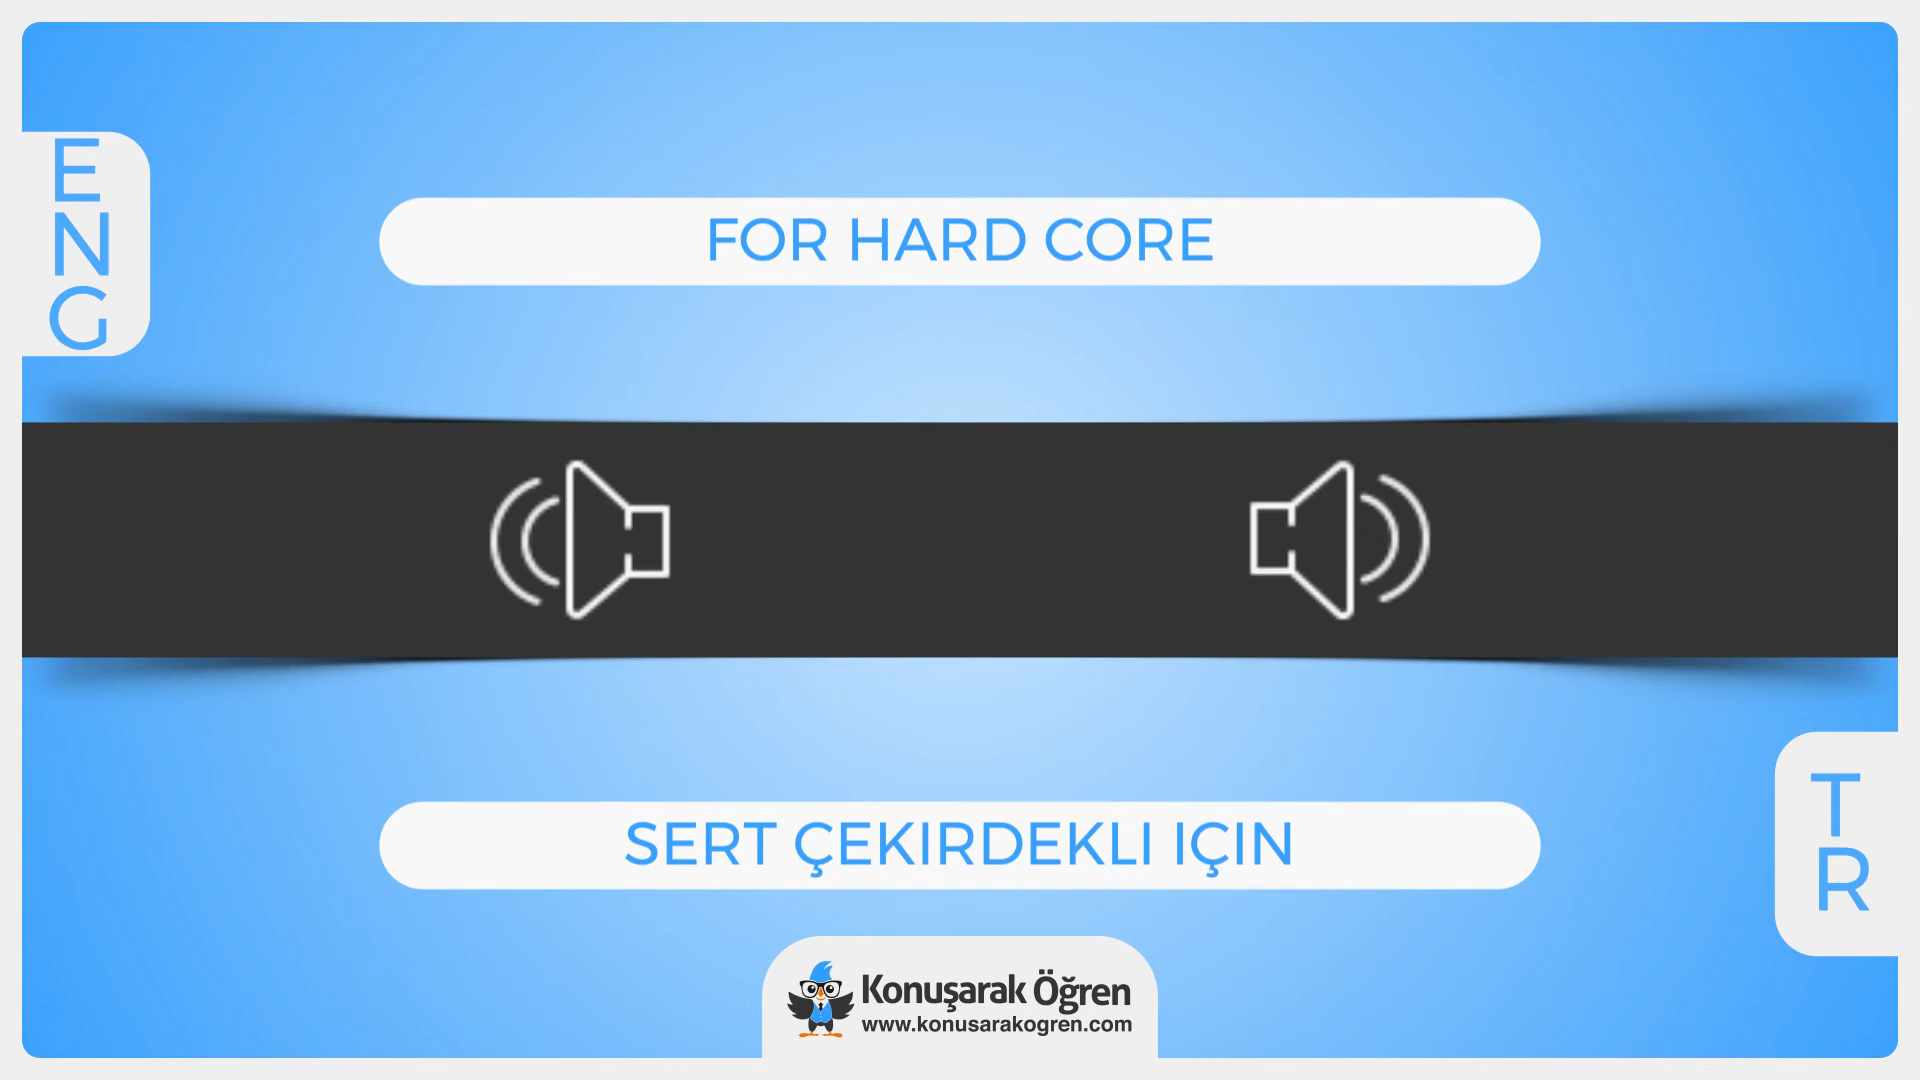 ENG
FOR HARD CORE
SERT ÇEKIRDEKLI IÇIN
TR
Konuşarak Öğren
www.konusarakogren.com